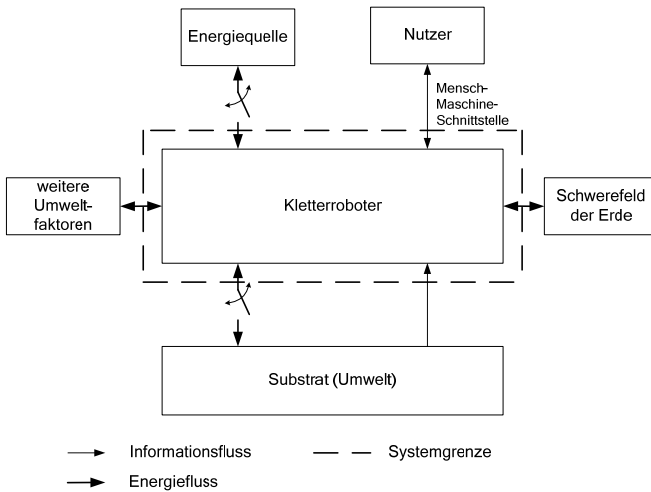 Energiequelle
Nutzer
Mensch-
Maschine-
Schnittstelle
weitere
Umwelt-
faktoren
Kletterroboter
Schwerefeld
der Erde
Substrat (Umwelt)
Informationsfluss
Systemgrenze
Energiefluss